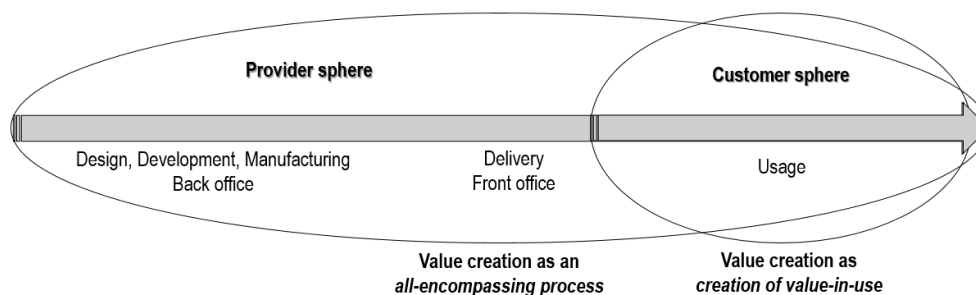 Provider sphere
Customer sphere
Design, Development, Manufacturing
Back office
Delivery
Front office
Usage
Value creation as an
all-encompassing process
Value creation as
creation of value-in-use